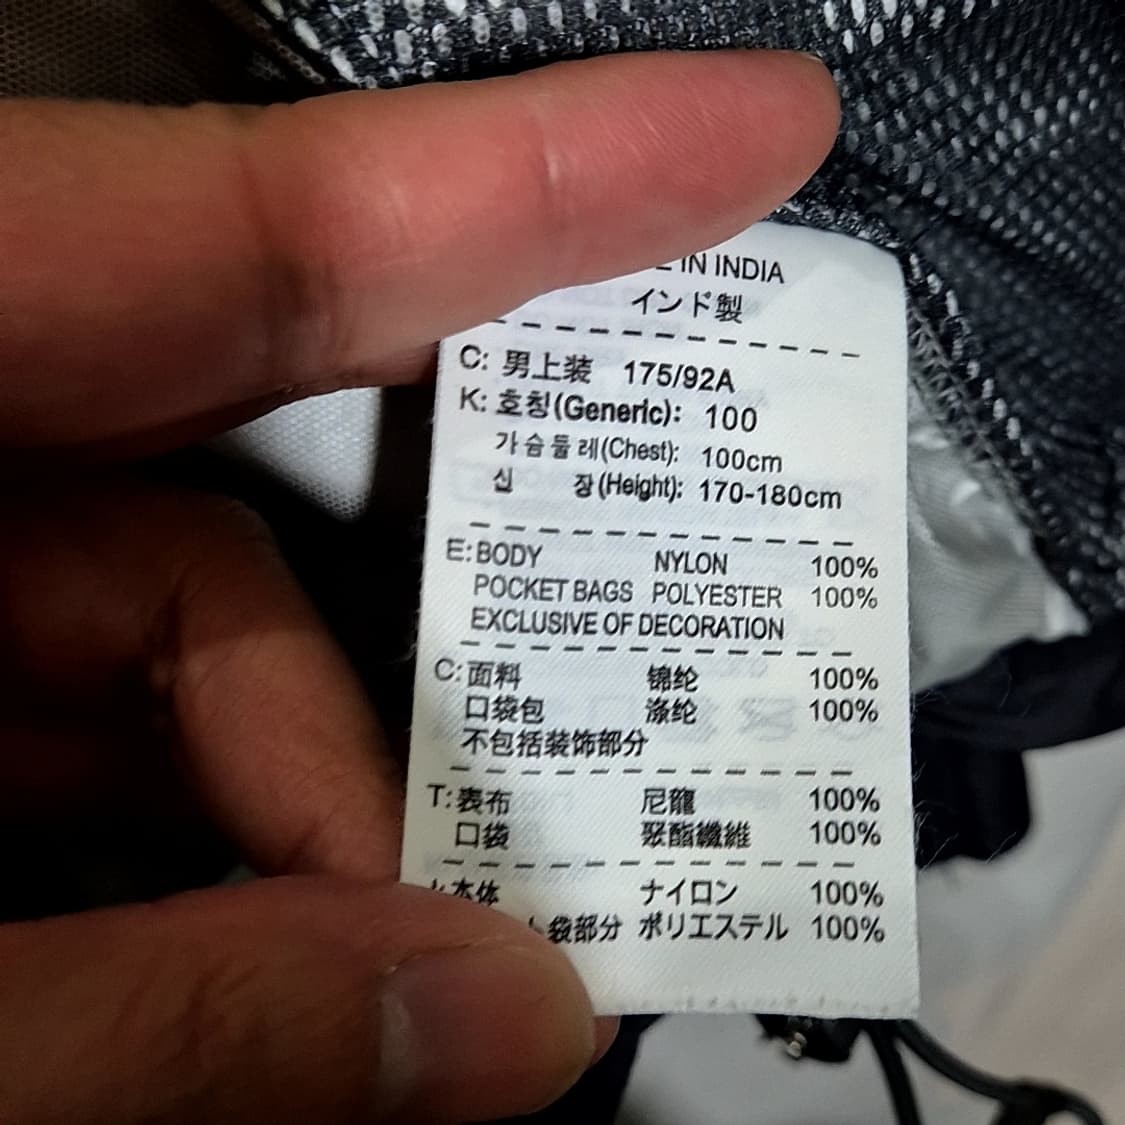 IN INDIA
インド製
C: 男上装 175/92A
K: 호칭(Generic): 100
가슴둘레(Chest): 100cm
신 장(Height): 170-180cm
E: BODY NYLON 100%
POCKET BAGS POLYESTER 100%
EXCLUSIVE OF DECORATION
C: 面料 锦纶 100%
口袋包 涤纶 100%
不包括装饰部分
T: 表布 尼龍 100%
口袋 聚酯纖維 100%
本体 ナイロン 100%
袋部分 ポリエステル 100%